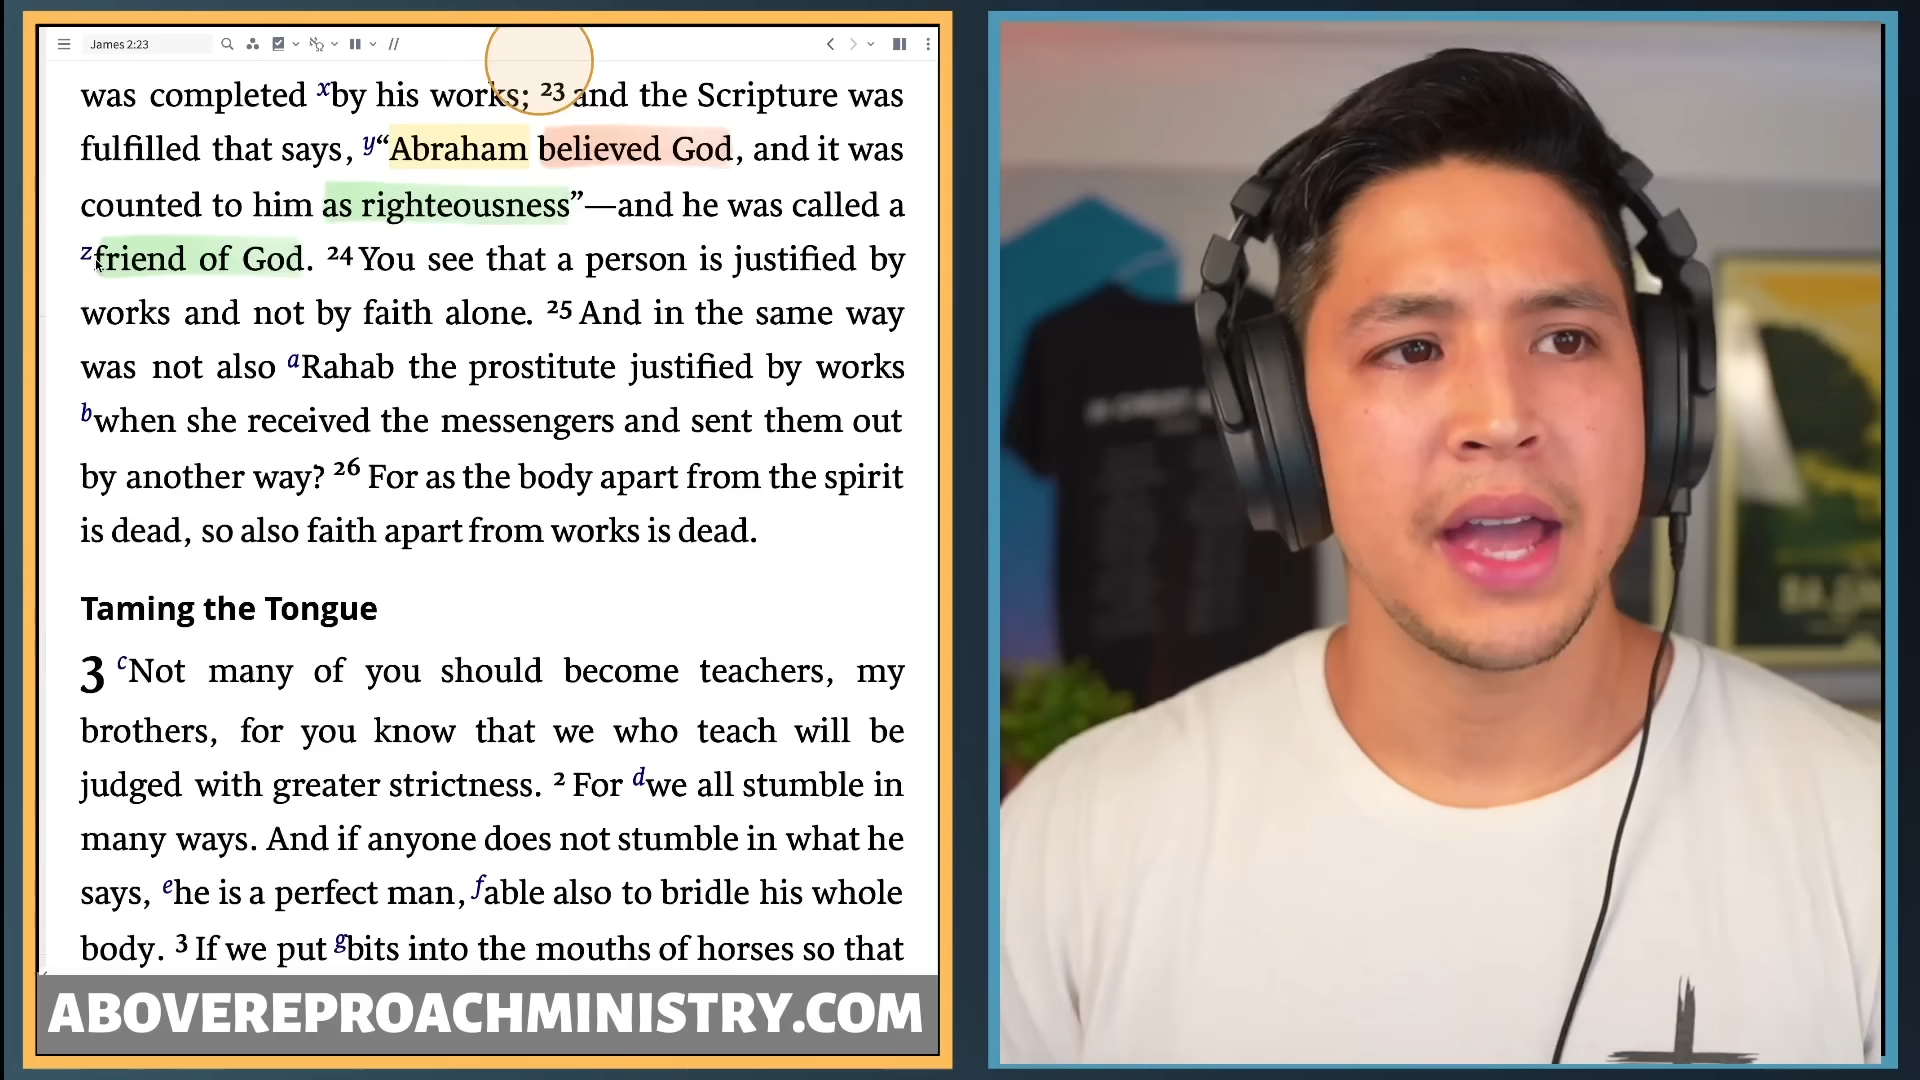 James 2:23
was completed xby his works; 23 and the Scripture was
fulfilled that says, y“Abraham believed God, and it was
counted to him as righteousness”—and he was called a
zfriend of God. 24 You see that a person is justified by
works and not by faith alone. 25 And in the same way
was not also aRahab the prostitute justified by works
bwhen she received the messengers and sent them out
by another way? 26 For as the body apart from the spirit
is dead, so also faith apart from works is dead.
Taming the Tongue
3 cNot many of you should become teachers, my
brothers, for you know that we who teach will be
judged with greater strictness. 2 For dwe all stumble in
many ways. And if anyone does not stumble in what he
says, ehe is a perfect man, fable also to bridle his whole
body. 3 If we put gbits into the mouths of horses so that
ABOVEREPROACHMINISTRY.COM